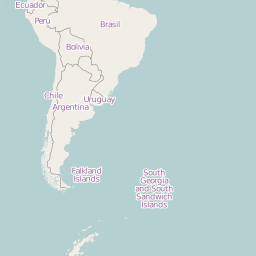 Ecuador
Brasil
Peru
Bolivia
Chile
Uruguay
Argentina
Falkland
Islands
South
Georgia
and South
Sandwich
Islands